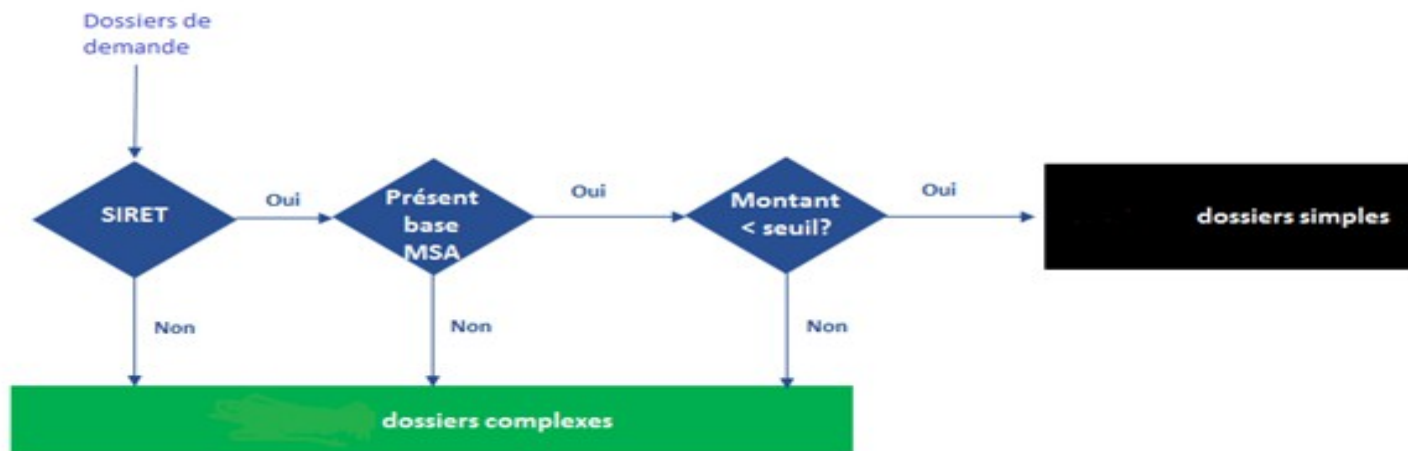 Dossiers de
demande
SIRET
Oui
Présent
base
MSA
Oui
Montant
< seuil?
Oui
dossiers simples
Non
Non
Non
dossiers complexes